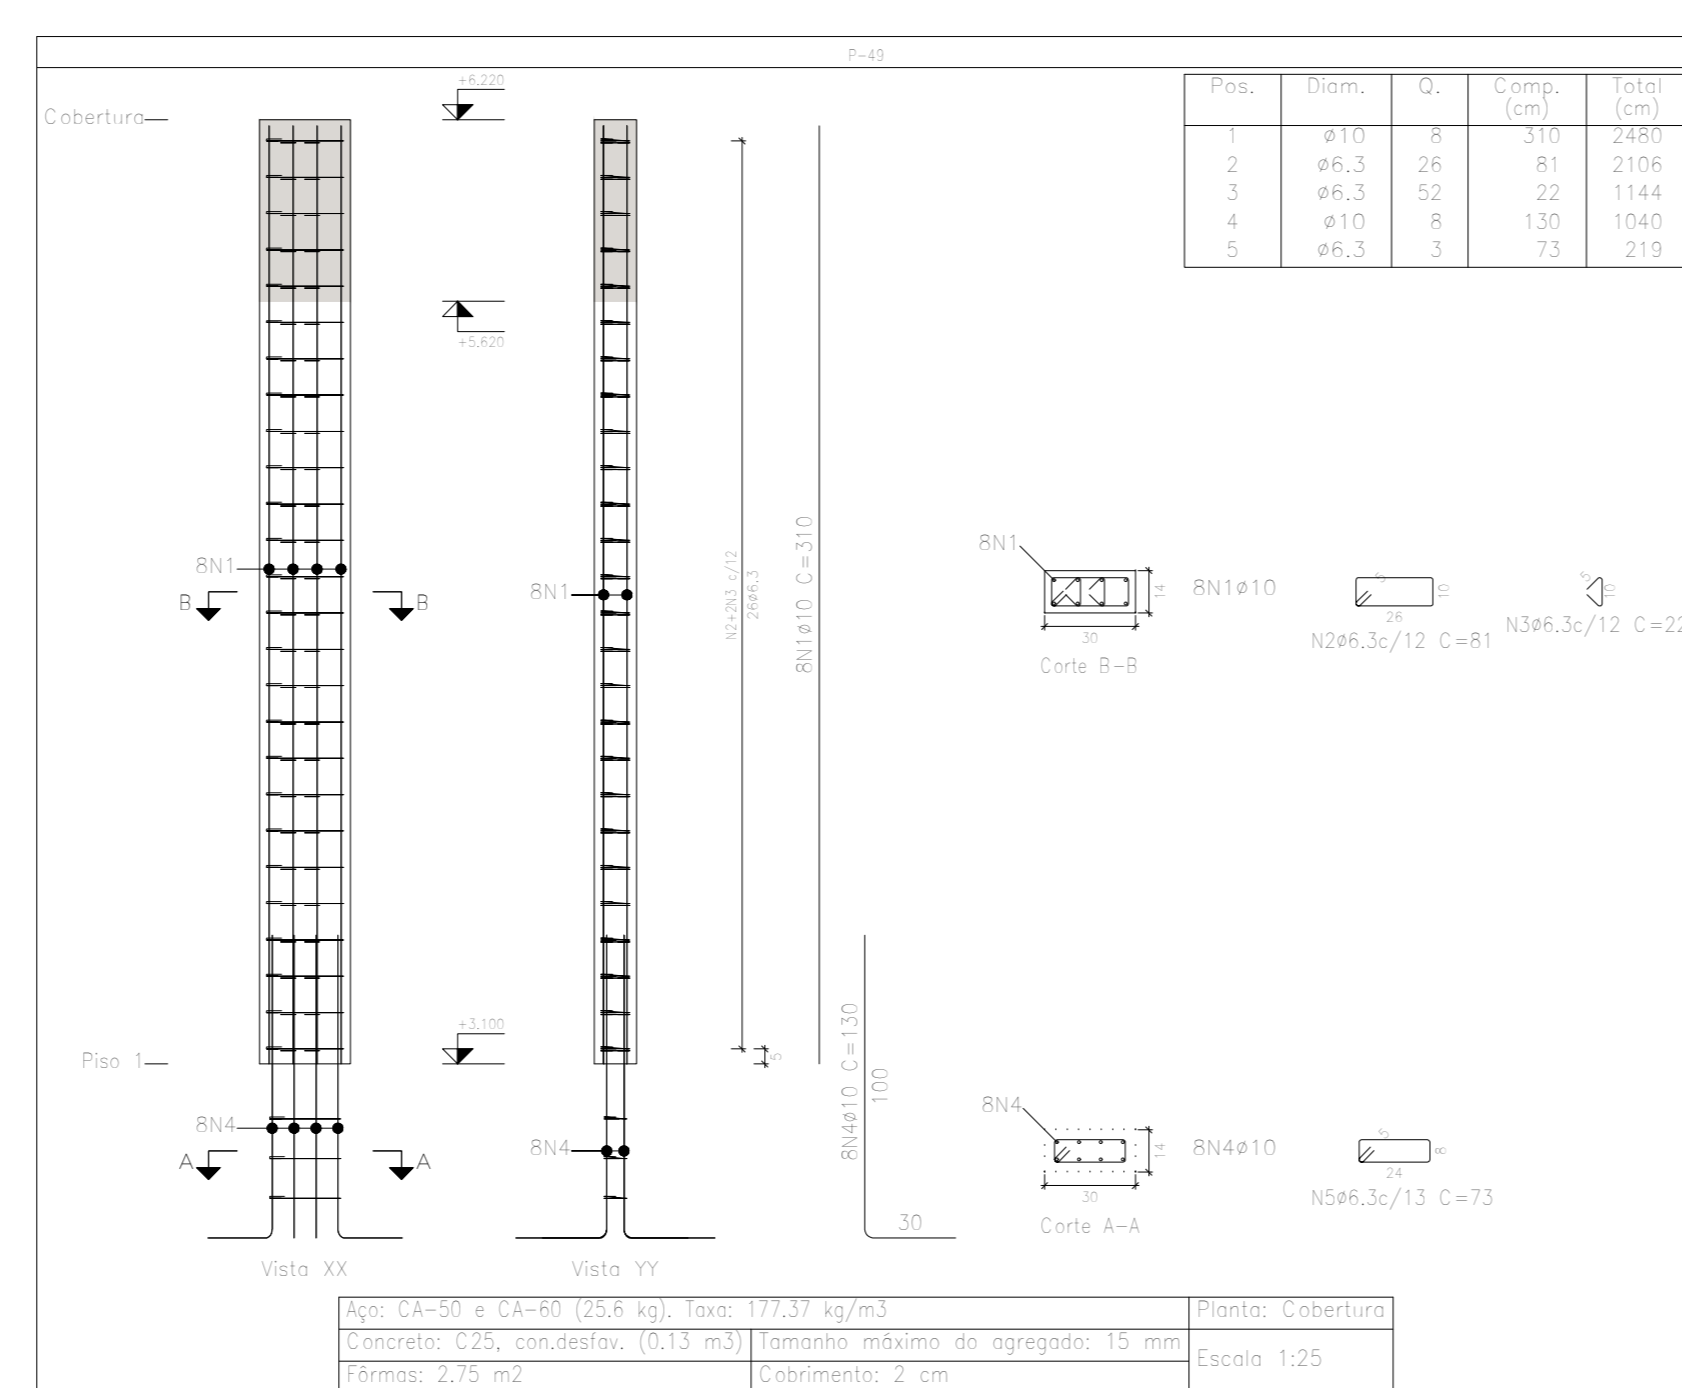 P-49
Pos. Diam. Q. Comp. (cm) Total (cm)
1 ø10 8 310 2480
2 ø6.3 26 81 2106
3 ø6.3 52 22 1144
4 ø10 8 130 1040
5 ø6.3 3 73 219
Cobertura
+6.220
+5.620
8N1
B B
8N1
N2+2N3 c/12
26ø6.3
8N1ø10 C=310
8N1
14
30
Corte B-B
8N1ø10
5
10
26
N2ø6.3c/12 C=81
5
10
N3ø6.3c/12 C=22
+3.100
Piso 1
5
8N4
A A
8N4
8N4ø10 C=130
100
30
8N4
14
30
Corte A-A
8N4ø10
5
8
24
N5ø6.3c/13 C=73
Vista XX
Vista YY
Aço: CA-50 e CA-60 (25.6 kg). Taxa: 177.37 kg/m3
Planta: Cobertura
Concreto: C25, con.desfav. (0.13 m3)
Tamanho máximo do agregado: 15 mm
Escala 1:25
Fôrmas: 2.75 m2
Cobrimento: 2 cm